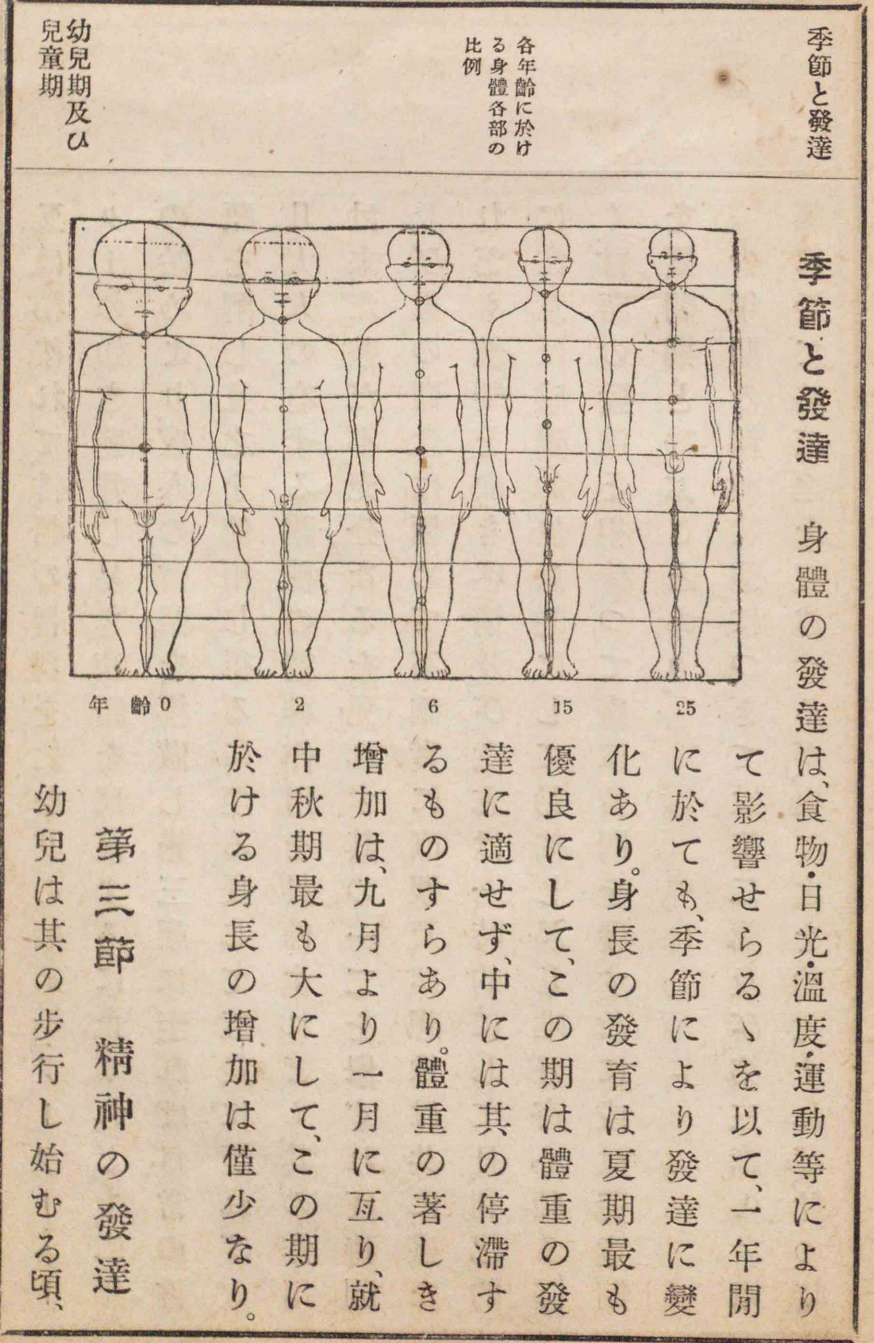 季節と發達
各年齡に於け
る身體各部の
比例
幼兒期及ひ
兒童期
季節と發達　身體の發達は、食物・日光・溫度・運動等により
て影響せらるゝを以て、一年閒
に於ても、季節により發達に變
化あり。身長の發育は夏期最も
優良にして、この期は體重の發
達に適せず、中には其の停滯す
るものすらあり。體重の著しき
增加は、九月より一月に亙り、就
中秋期最も大にして、この期に
於ける身長の增加は僅少なり。
年齡 0 2 6 15 25
第三節　精神の發達
幼兒は其の步行し始むる頃、